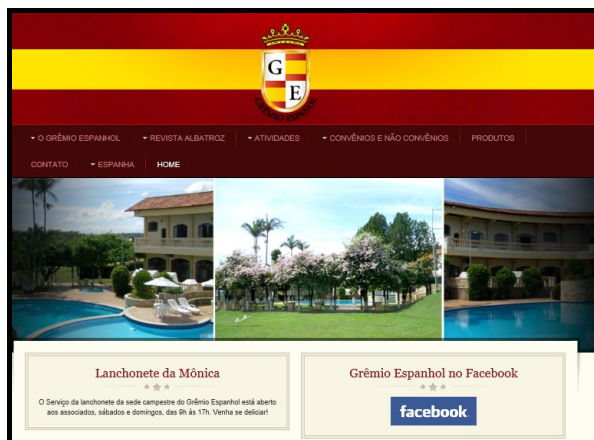 G
E
GRÊMIO ESPAÑOL
O GRÊMIO ESPANHOL REVISTA ALBATROZ ATIVIDADES CONVÊNIOS E NÃO CONVÊNIOS PRODUTOS
CONTATO ESPANHA HOME
Lanchonete da Mônica
O Serviço da lanchonete da sede campestre do Grêmio Espanhol está aberto
aos associados, sábados e domingos, das 9h ás 17h. Venha se deliciar!
Grêmio Espanhol no Facebook
facebook